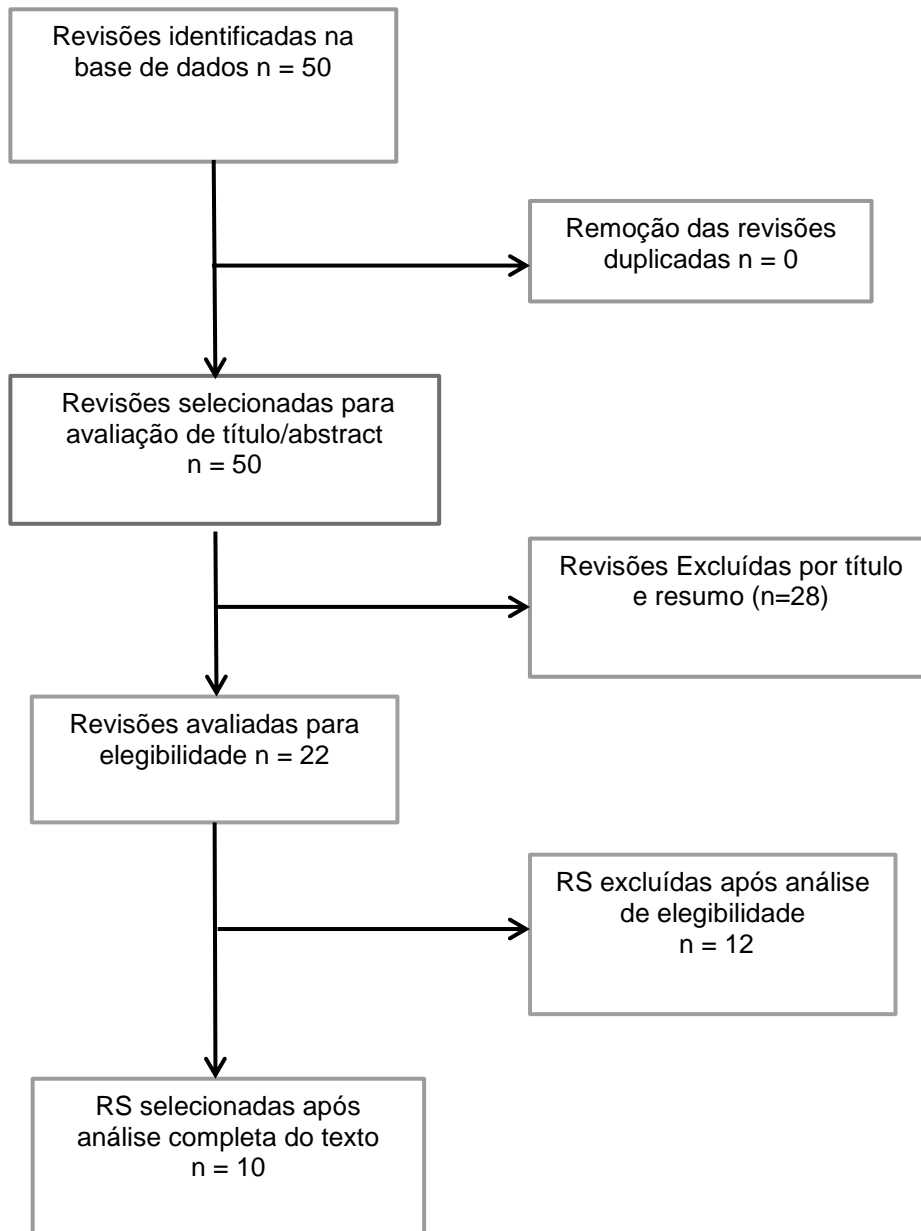 Revisões identificadas na
base de dados n = 50
Remoção das revisões
duplicadas n = 0
Revisões selecionadas para
avaliação de título/abstract
n = 50
Revisões Excluídas por título
e resumo (n=28)
Revisões avaliadas para
elegibilidade n = 22
RS excluídas após análise
de elegibilidade
n = 12
RS selecionadas após
análise completa do texto
n = 10